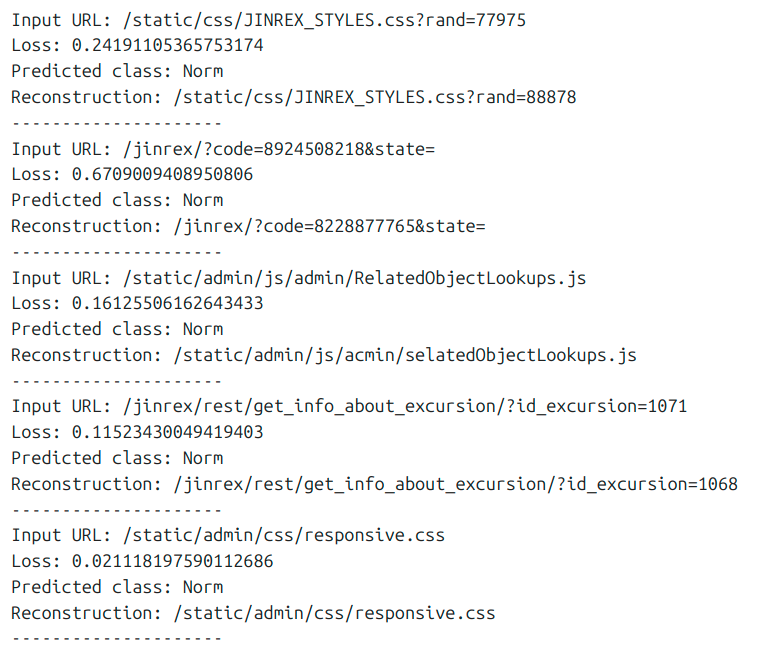 Input URL: /static/css/JINREX_STYLES.css?rand=77975
Loss: 0.24191105365753174
Predicted class: Norm
Reconstruction: /static/css/JINREX_STYLES.css?rand=88878
---------------------
Input URL: /jinrex/?code=8924508218&state=
Loss: 0.6709009408950806
Predicted class: Norm
Reconstruction: /jinrex/?code=8228877765&state=
---------------------
Input URL: /static/admin/js/admin/RelatedObjectLookups.js
Loss: 0.16125506162643433
Predicted class: Norm
Reconstruction: /static/admin/js/acmin/selatedObjectLookups.js
---------------------
Input URL: /jinrex/rest/get_info_about_excursion/?id_excursion=1071
Loss: 0.11523430049419403
Predicted class: Norm
Reconstruction: /jinrex/rest/get_info_about_excursion/?id_excursion=1068
---------------------
Input URL: /static/admin/css/responsive.css
Loss: 0.021118197590112686
Predicted class: Norm
Reconstruction: /static/admin/css/responsive.css
---------------------